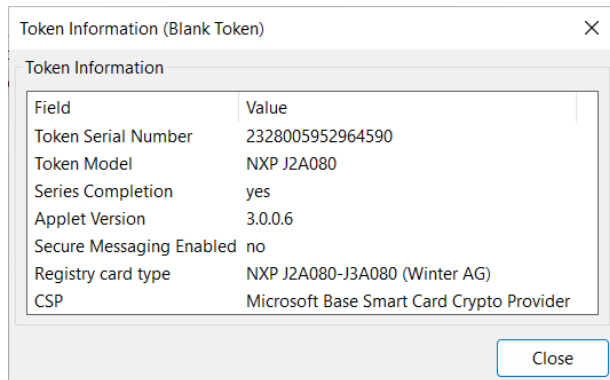 Token Information (Blank Token)
Token Information
Field Value
Token Serial Number 2328005952964590
Token Model NXP J2A080
Series Completion yes
Applet Version 3.0.0.6
Secure Messaging Enabled no
Registry card type NXP J2A080-J3A080 (Winter AG)
CSP Microsoft Base Smart Card Crypto Provider
Close